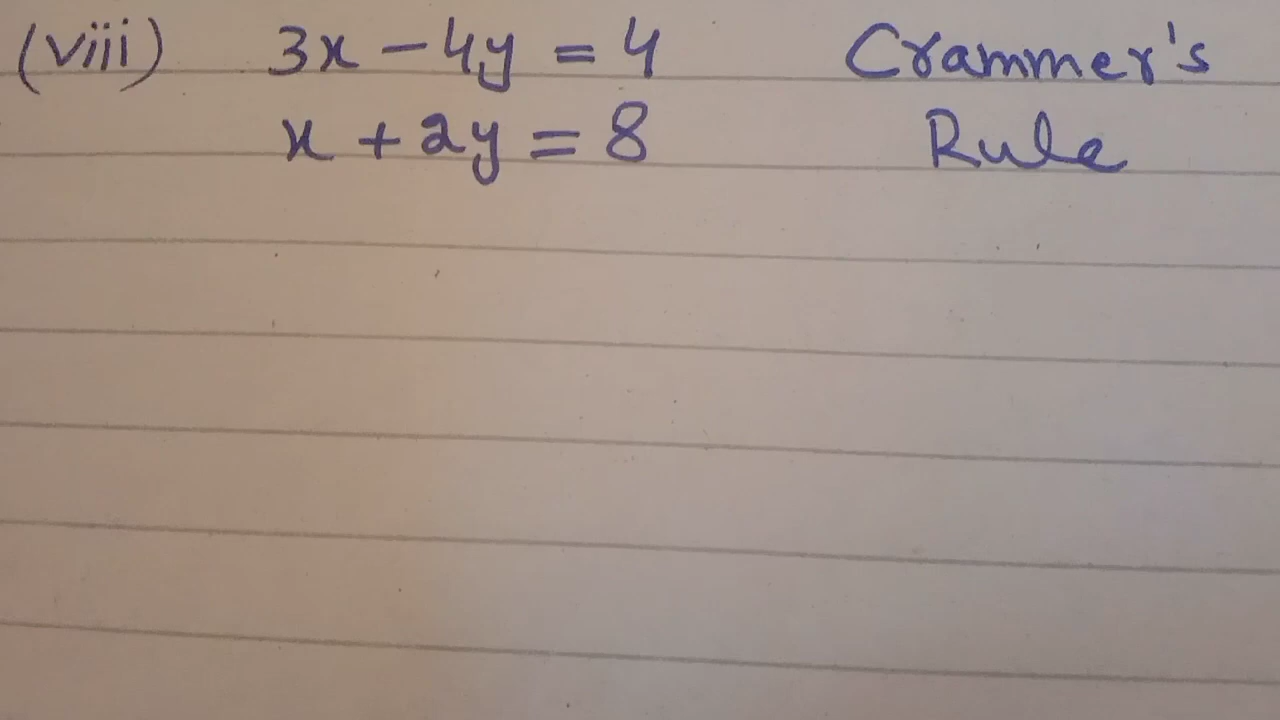 (viii) 3x - 4y = 4 Crammer's
x + 2y = 8 Rule